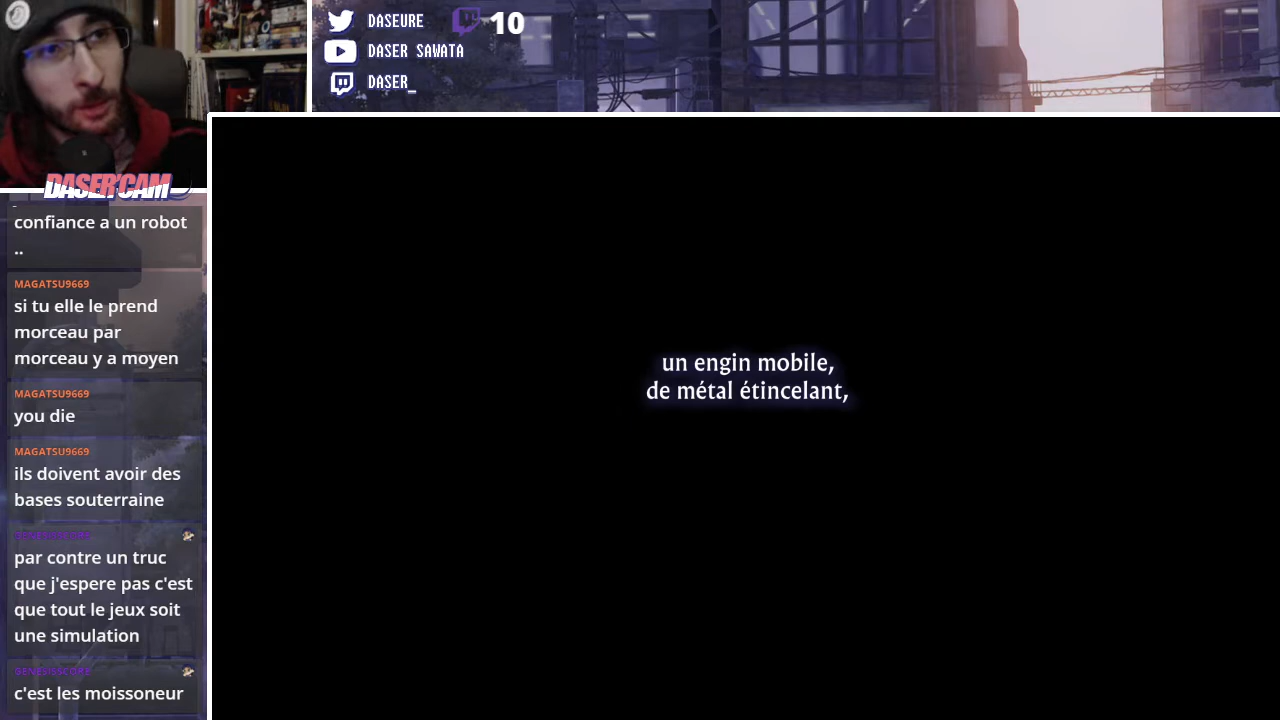 DASEURE 10
DASER SAWATA
DASER_
DASER'CAM
confiance a un robot
..
MAGATSU9669
si tu elle le prend
morceau par
morceau y a moyen
MAGATSU9669
you die
MAGATSU9669
ils doivent avoir des
bases souterraine
GENESISSCORE
par contre un truc
que j'espere pas c'est
que tout le jeux soit
une simulation
GENESISSCORE
c'est les moissoneur
un engin mobile,
de métal étincelant,